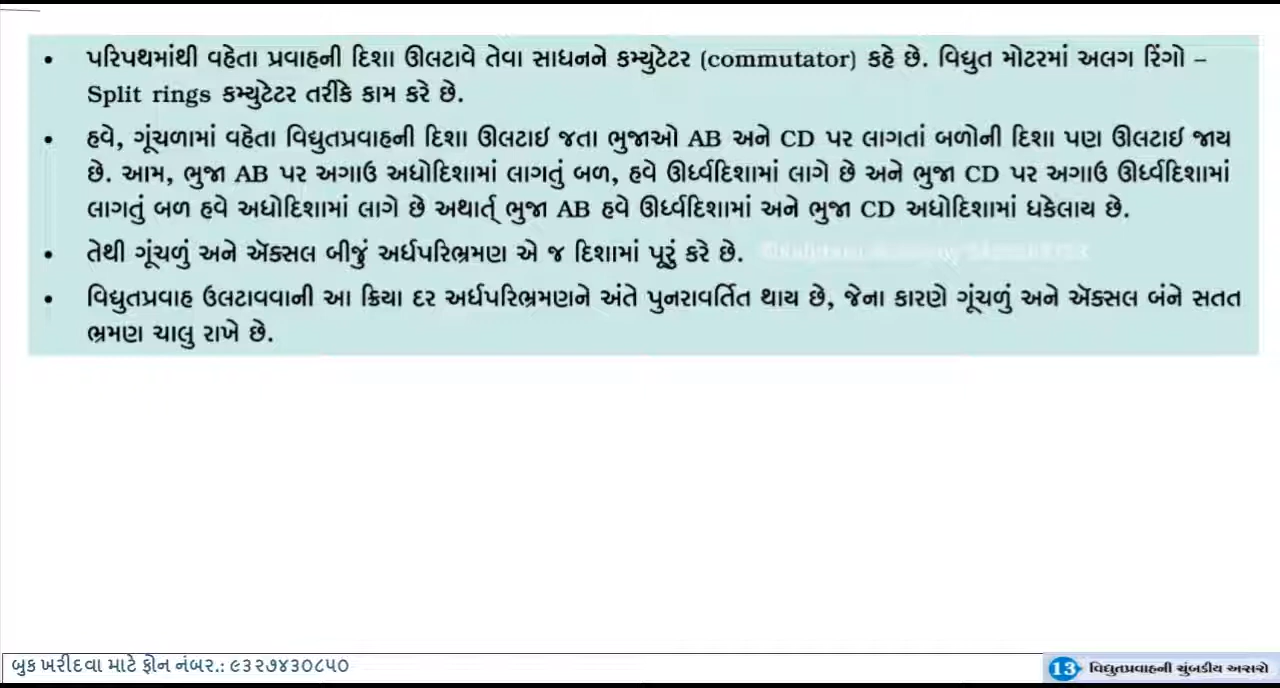 • પરિપથમાંથી વહેતા પ્રવાહની દિશા ઊલટાવે તેવા સાધનને કમ્યુટેટર (commutator) કહે છે. વિદ્યુત મોટરમાં અલગ રિંગો –
Split rings કમ્યુટેટર તરીકે કામ કરે છે.
• હવે, ગૂંચળામાં વહેતા વિદ્યુતપ્રવાહની દિશા ઊલટાઈ જતા ભુજાઓ AB અને CD પર લાગતાં બળોની દિશા પણ ઊલટાઈ જાય
છે. આમ, ભુજા AB પર અગાઉ અધોદિશામાં લાગતું બળ, હવે ઊર્ધ્વદિશામાં લાગે છે અને ભુજા CD પર અગાઉ ઊર્ધ્વદિશામાં
લાગતું બળ હવે અધોદિશામાં લાગે છે અથાર્ત્ ભુજા AB હવે ઊર્ધ્વદિશામાં અને ભુજા CD અધોદિશામાં ધકેલાય છે.
• તેથી ગૂંચળું અને ઍક્સલ બીજું અર્ધપરિભ્રમણ એ જ દિશામાં પૂરું કરે છે.
• વિદ્યુતપ્રવાહ ઉલટાવવાની આ ક્રિયા દર અર્ધપરિભ્રમણને અંતે પુનરાવર્તિત થાય છે, જેના કારણે ગૂંચળું અને ઍક્સલ બંને સતત
ભ્રમણ ચાલુ રાખે છે.
બુક ખરીદવા માટે ફોન નંબર.: ૯૩૨૭૪૩૦૮૫૦
13 વિદ્યુતપ્રવાહની ચુંબકીય અસરો